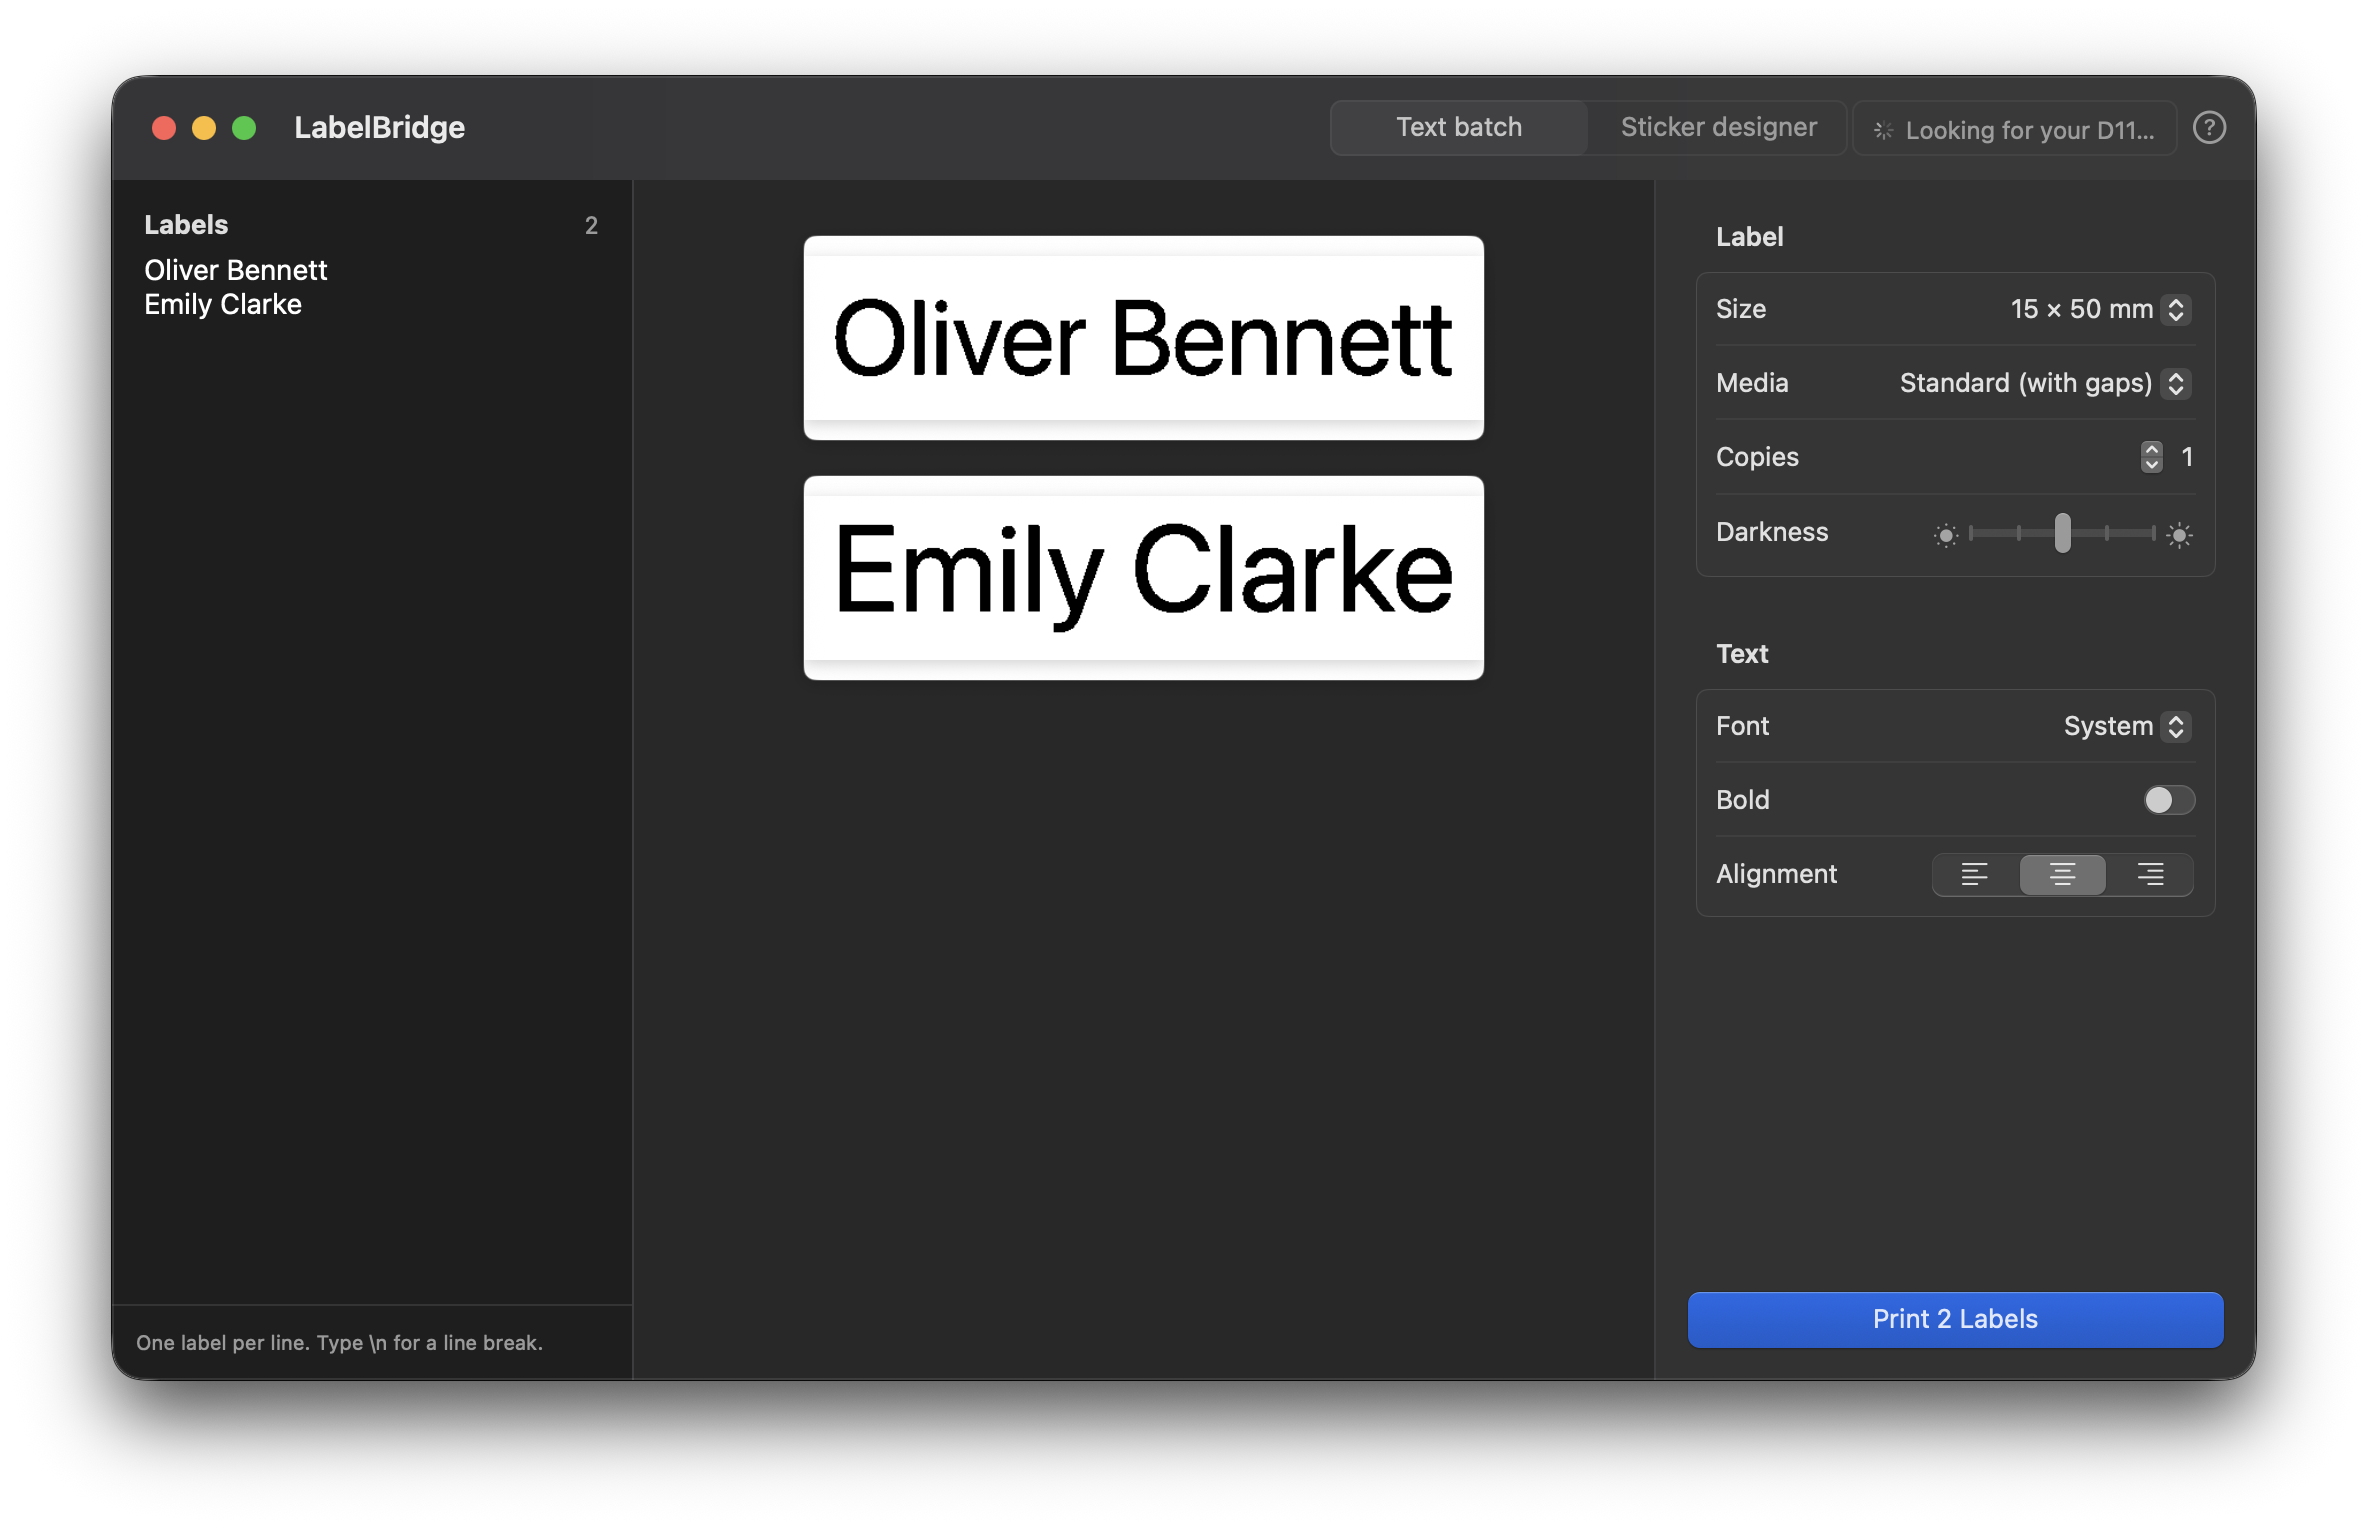 LabelBridge
Text batch
Sticker designer
Looking for your D11...
?
Labels
2
Oliver Bennett
Emily Clarke
One label per line. Type \n for a line break.
Oliver Bennett
Emily Clarke
Label
Size 15 × 50 mm
Media Standard (with gaps)
Copies 1
Darkness
Text
Font System
Bold
Alignment
Print 2 Labels